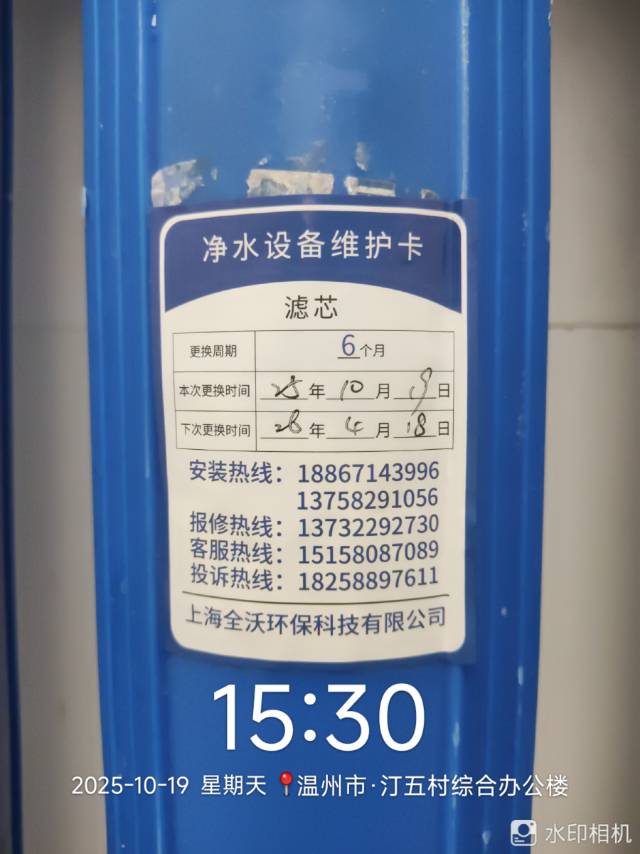 净水设备维护卡
滤芯
更换周期 6个月
本次更换时间 25年10月19日
下次更换时间 26年4月18日
安装热线：18867143996
13758291056
报修热线：13732292730
客服热线：15158087089
投诉热线：18258897611
上海全沃环保科技有限公司
15:30
2025-10-19 星期天 温州市·汀五村综合办公楼
水印相机